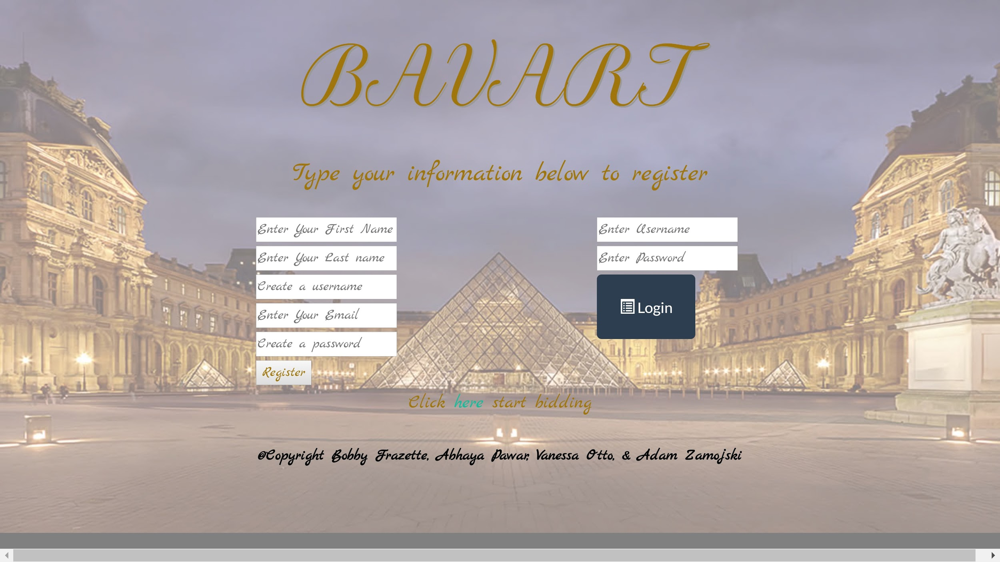 BAVART
Type your information below to register
Enter Your First Name
Enter Your Last name
Create a username
Enter Your Email
Create a password
Register
Enter Username
Enter Password
Login
Click here start bidding
©Copyright Bobby Frazette, Abhaya Pawar, Vanessa Otto, & Adam Zamojski